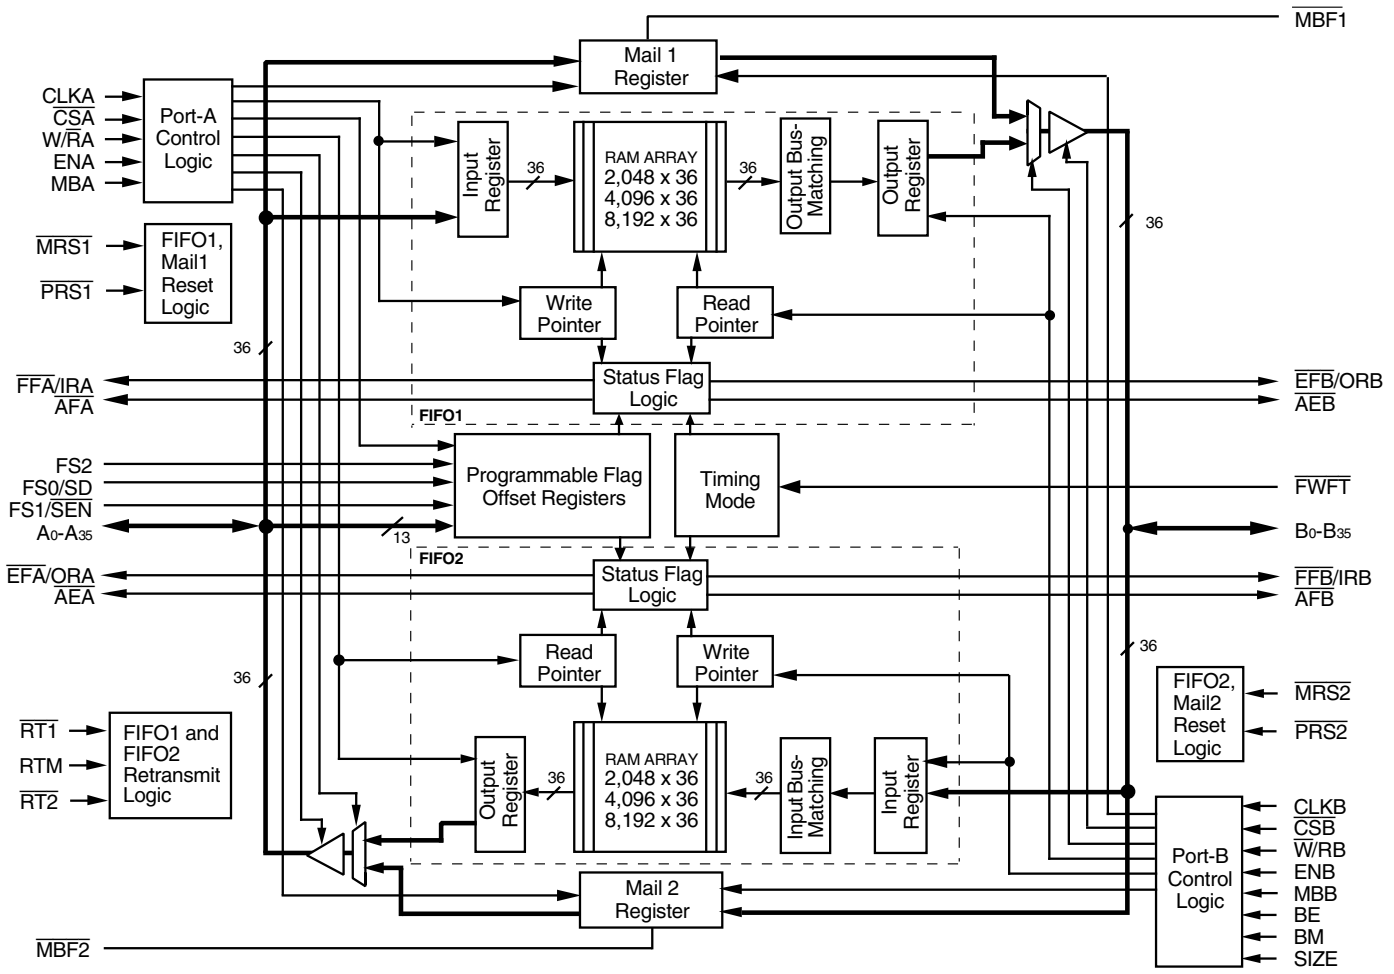 MBF1
Mail 1
Register
CLKA
CSA
W/RA
ENA
MBA
Port-A
Control
Logic
Input
Register
36
RAM ARRAY
2,048 x 36
4,096 x 36
8,192 x 36
36
Output Bus-
Matching
Output
Register
36
MRS1
PRS1
FIFO1,
Mail1
Reset
Logic
Write
Pointer
Read
Pointer
36
FFA/IRA
AFA
Status Flag
Logic
FIFO1
EFB/ORB
AEB
FS2
FS0/SD
FS1/SEN
A0-A35
Programmable Flag
Offset Registers
13
Timing
Mode
FWFT
B0-B35
FIFO2
EFA/ORA
AEA
Status Flag
Logic
FFB/IRB
AFB
Read
Pointer
Write
Pointer
36
36
FIFO2,
Mail2
Reset
Logic
MRS2
PRS2
RT1
RTM
RT2
FIFO1 and
FIFO2
Retransmit
Logic
Output
Register
36
RAM ARRAY
2,048 x 36
4,096 x 36
8,192 x 36
36
Input Bus-
Matching
Input
Register
Port-B
Control
Logic
CLKB
CSB
W/RB
ENB
MBB
BE
BM
SIZE
Mail 2
Register
MBF2